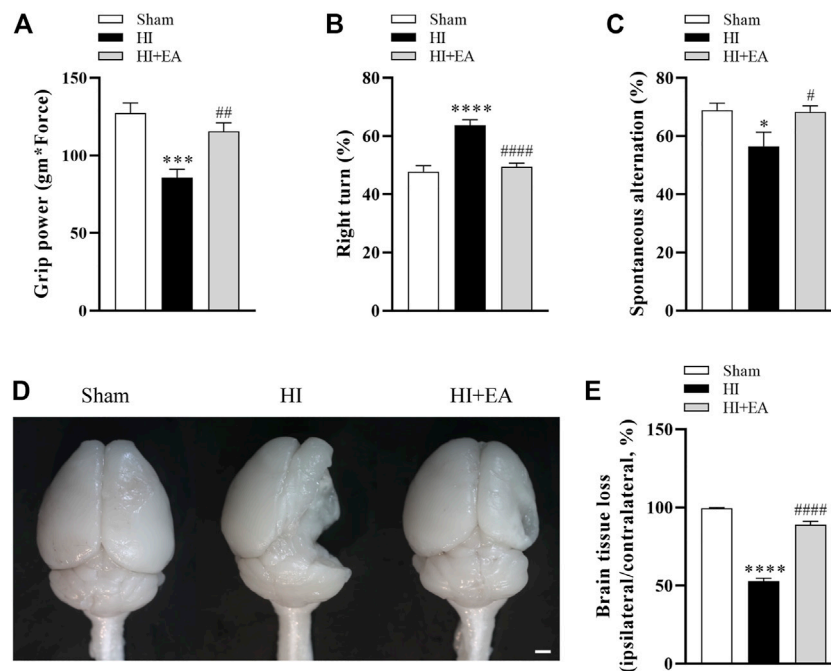 A
Sham
HI
HI+EA
Grip power (gm*Force)
150
100
50
0
***
##
B
Sham
HI
HI+EA
Right turn (%)
80
60
40
20
0
****
####
C
Sham
HI
HI+EA
Spontaneous alternation (%)
80
60
40
20
0
*
#
D
Sham HI HI+EA
E
Sham
HI
HI+EA
Brain tissue loss
(ipsilateral/contralateral, %)
150
100
50
0
****
####